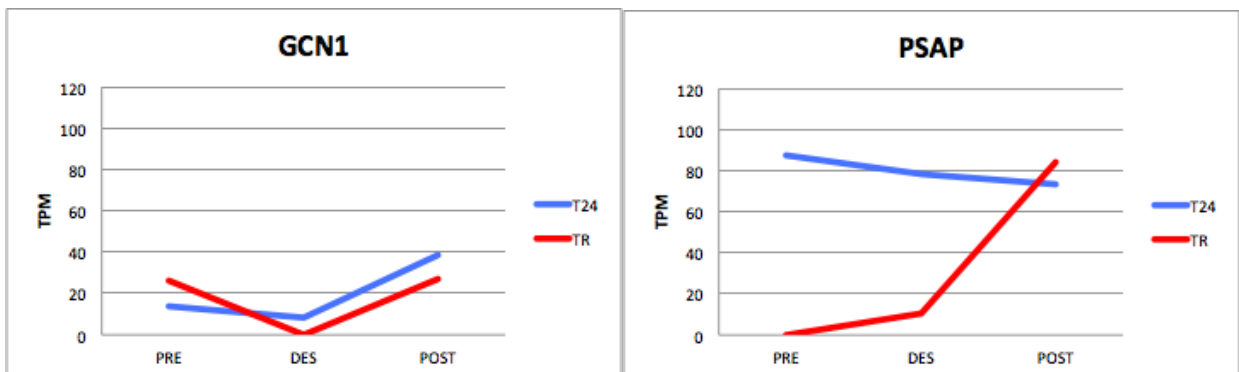 GCN1
120
100
80
60
40
20
0
TPM
PRE DES POST
T24
TR
PSAP
120
100
80
60
40
20
0
TPM
PRE DES POST
T24
TR